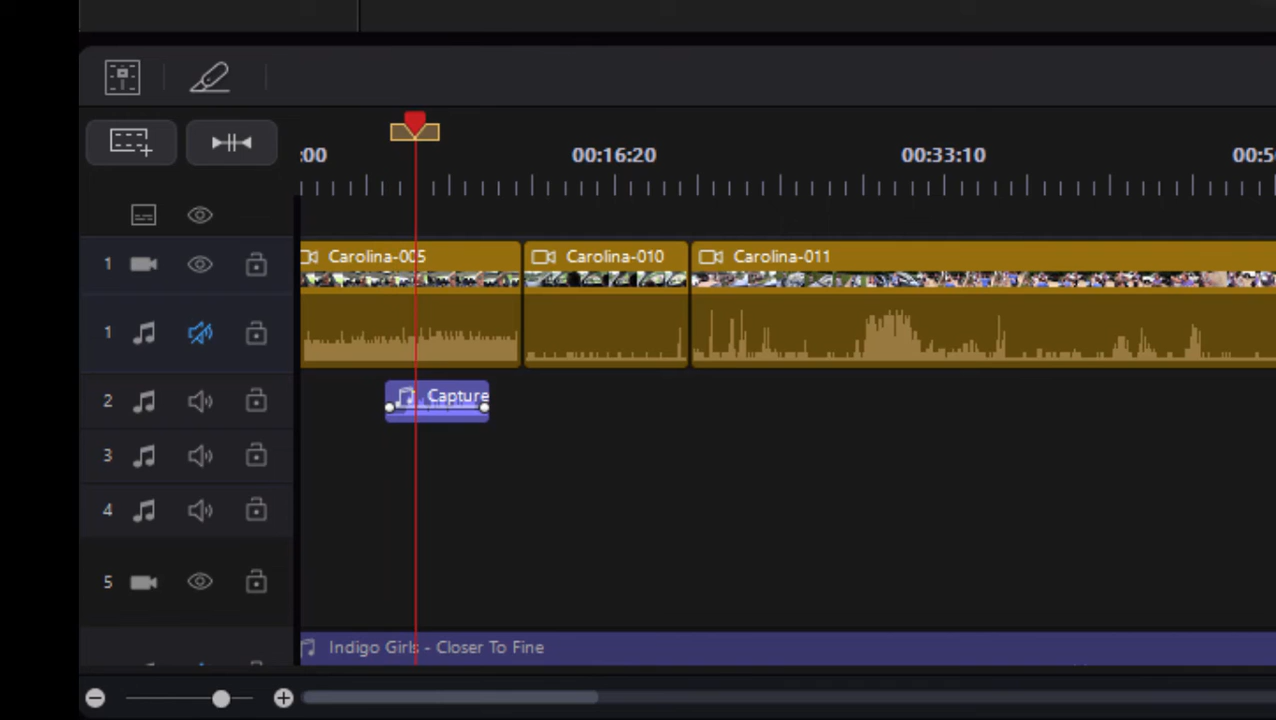 :00 00:16:20 00:33:10 00:5
1 Carolina-005 Carolina-010 Carolina-011
1
2 Capture
3
4
5
Indigo Girls - Closer To Fine